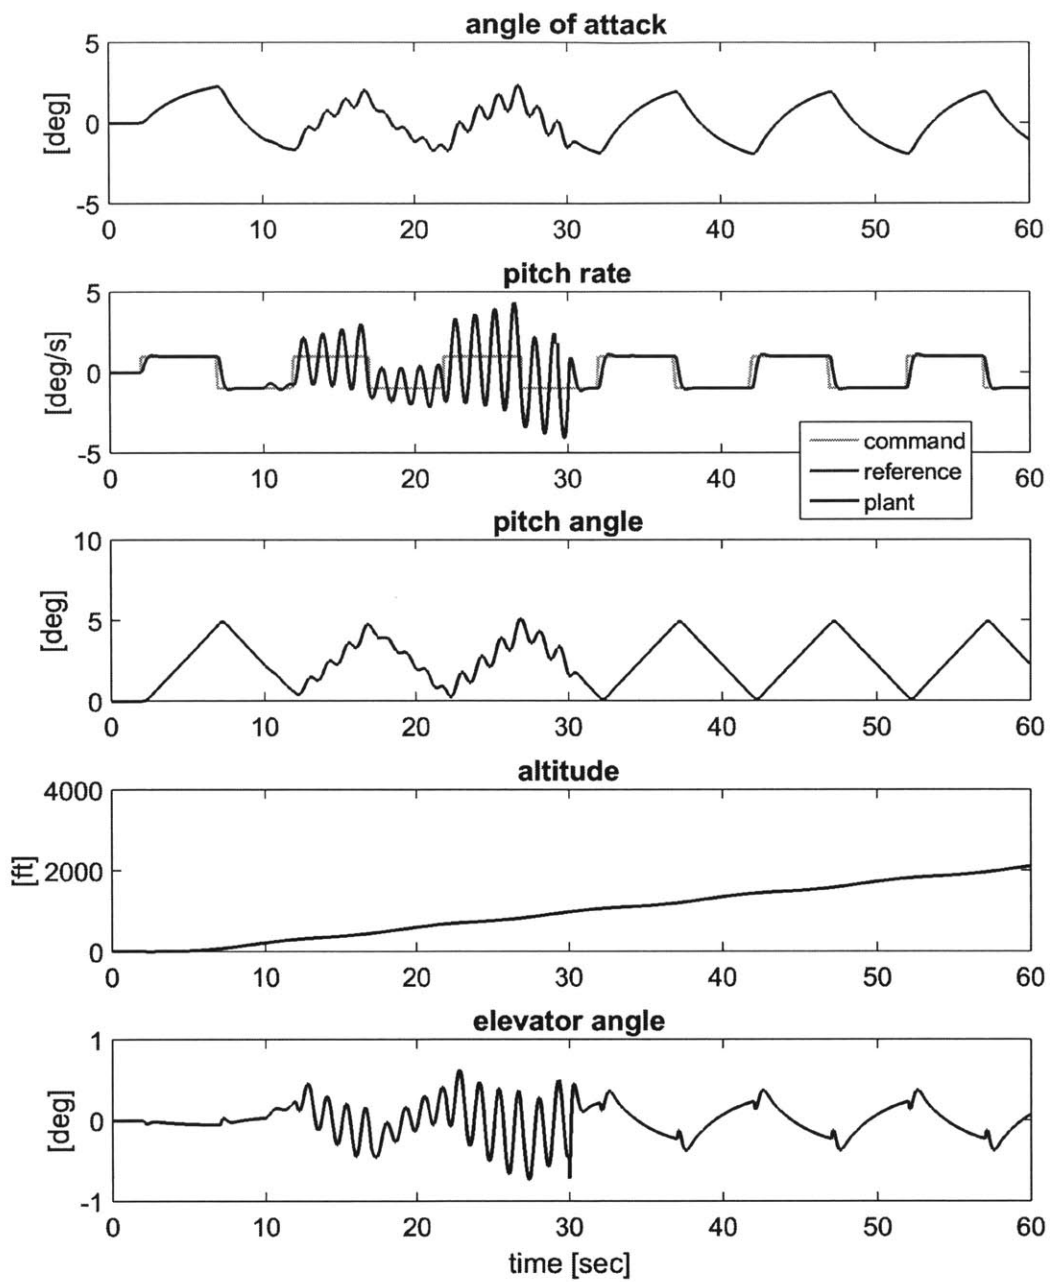 angle of attack
5
0
-5
[deg]
0 10 20 30 40 50 60
pitch rate
5
0
-5
[deg/s]
0 10 20 30 40 60
command
reference
plant
pitch angle
10
5
0
[deg]
0 10 20 30 40 50 60
altitude
4000
2000
0
[ft]
0 10 20 30 40 50 60
elevator angle
1
0
-1
[deg]
0 10 20 30 40 50 60
time [sec]